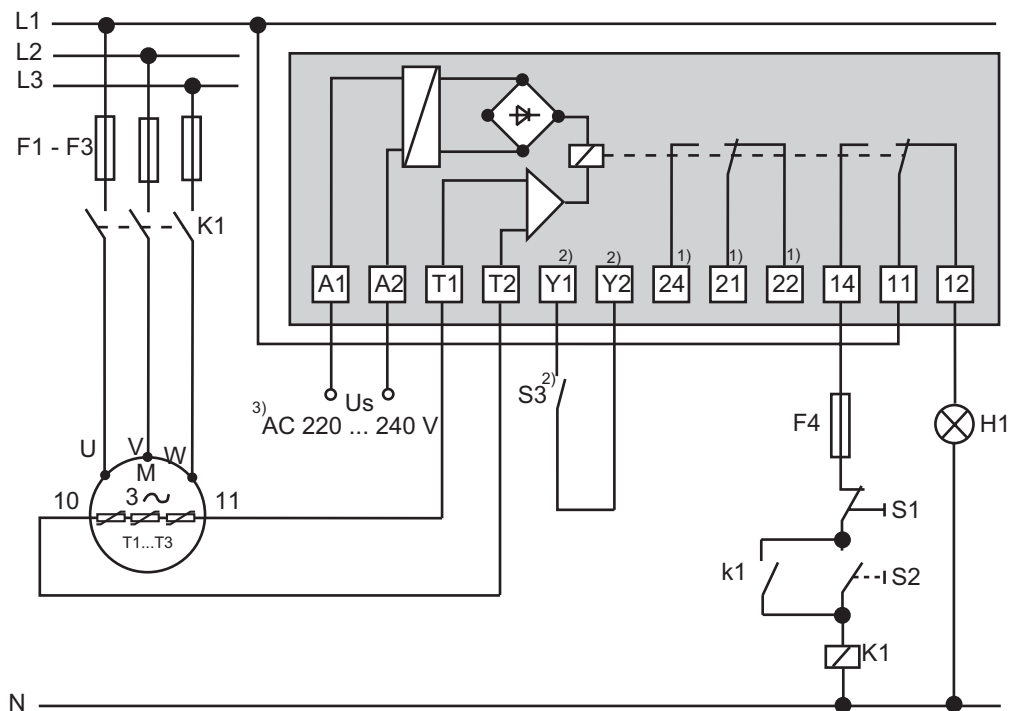 L1
L2
L3
F1 - F3
K1
2) 2) 1) 1) 1)
A1 A2 T1 T2 Y1 Y2 24 21 22 14 11 12
S3 2)
Us
3) AC 220 ... 240 V
F4
H1
U V W
M
3
10 11
T1...T3
S1
k1
S2
K1
N